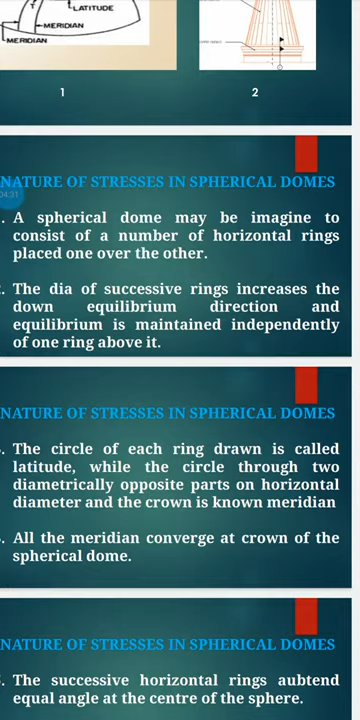 LATITUDE
MERIDIAN
MERIDIAN
1
2
NATURE OF STRESSES IN SPHERICAL DOMES
04:31
. A spherical dome may be imagine to
consist of a number of horizontal rings
placed one over the other.
. The dia of successive rings increases the
down equilibrium direction and
equilibrium is maintained independently
of one ring above it.
NATURE OF STRESSES IN SPHERICAL DOMES
. The circle of each ring drawn is called
latitude, while the circle through two
diametrically opposite parts on horizontal
diameter and the crown is known meridian
. All the meridian converge at crown of the
spherical dome.
NATURE OF STRESSES IN SPHERICAL DOMES
. The successive horizontal rings aubtend
equal angle at the centre of the sphere.